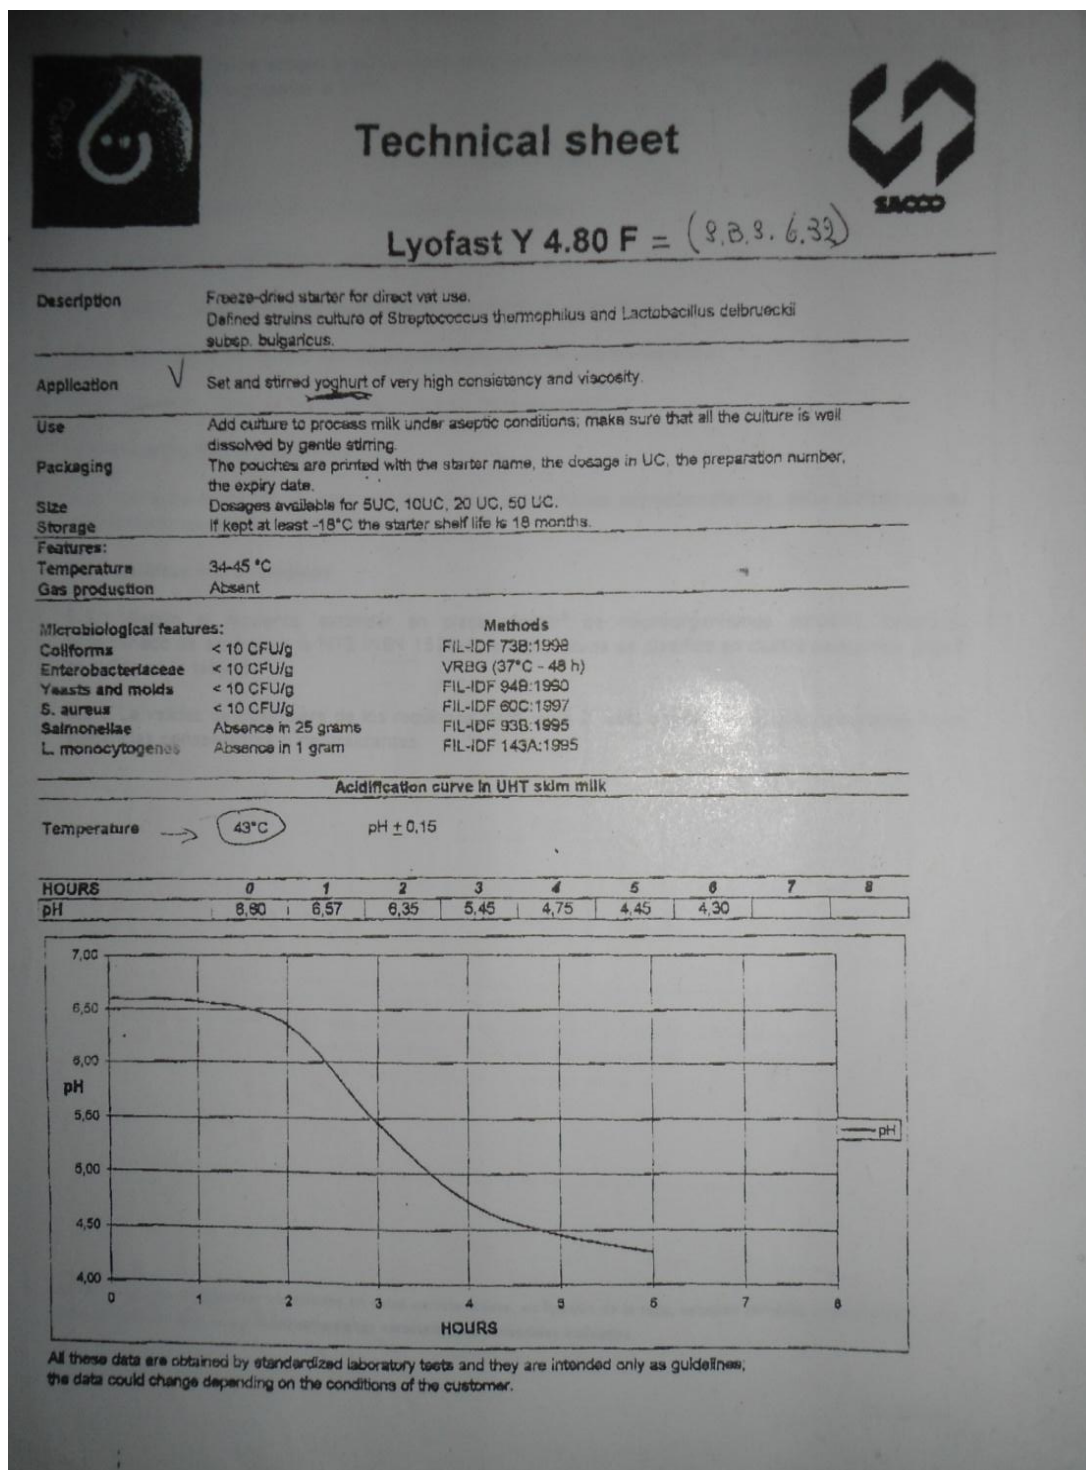 Technical sheet
SACCO
Lyofast Y 4.80 F = (S.B.S. 6.32)
Description Freeze-dried starter for direct vat use.
Defined strains culture of Streptococcus thermophilus and Lactobacillus delbrueckii
subsp. bulgaricus.
Application V Set and stirred yoghurt of very high consistency and viscosity.
Use Add culture to process milk under aseptic conditions; make sure that all the culture is well
dissolved by gentle stirring.
Packaging The pouches are printed with the starter name, the dosage in UC, the preparation number,
the expiry date.
Size Dosages available for 5UC, 10UC, 20 UC, 50 UC.
Storage If kept at least -18°C the starter shelf life is 18 months.
Features:
Temperature 34-45 °C
Gas production Absent
Microbiological features: Methods
Coliforms < 10 CFU/g FIL-IDF 73B:1998
Enterobacteriaceae < 10 CFU/g VRBG (37°C - 48 h)
Yeasts and molds < 10 CFU/g FIL-IDF 94B:1990
S. aureus < 10 CFU/g FIL-IDF 60C:1997
Salmonellae Absence in 25 grams FIL-IDF 93B:1995
L. monocytogenes Absence in 1 gram FIL-IDF 143A:1995
Acidification curve in UHT skim milk
Temperature → 43°C pH ± 0,15
HOURS 0 1 2 3 4 5 6 7 8
pH 6,60 6,57 6,35 5,45 4,75 4,45 4,30
7,00
6,50
6,00
pH
5,50
pH
5,00
4,50
4,00
0 1 2 3 4 5 6 7 8
HOURS
All these data are obtained by standardized laboratory tests and they are intended only as guidelines;
the data could change depending on the conditions of the customer.